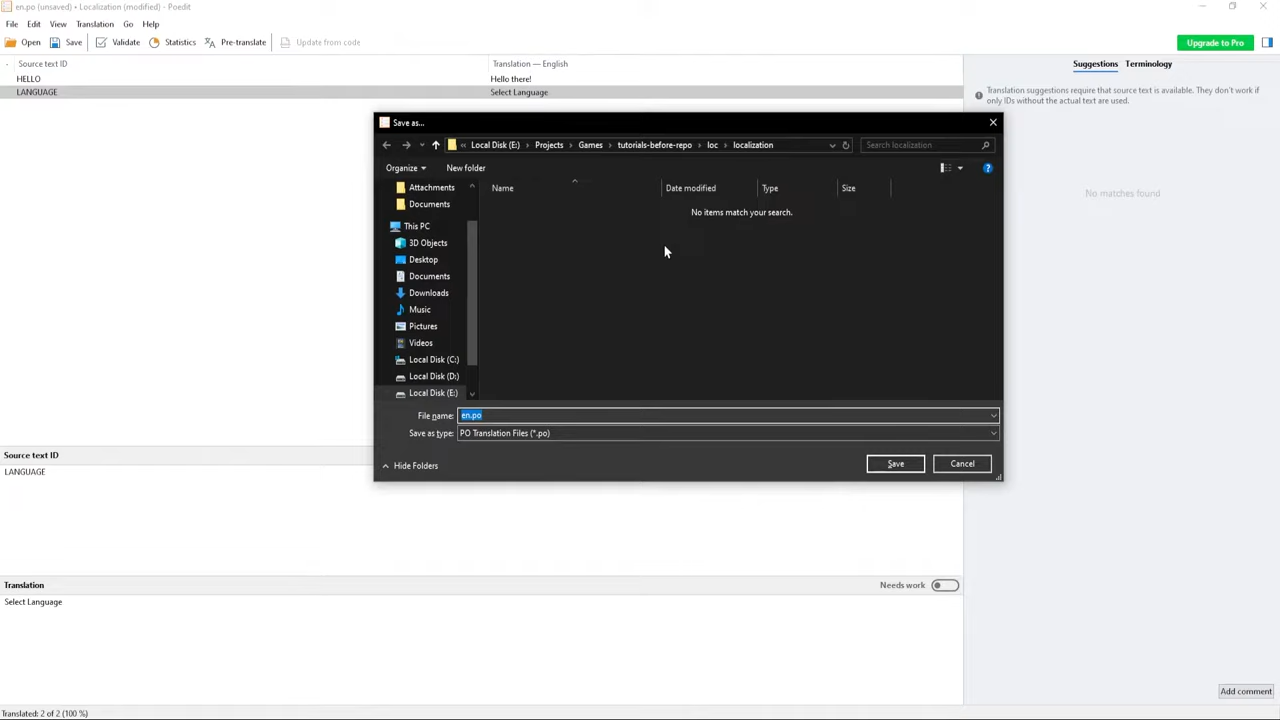 en.po (unsaved) • Localization (modified) - Poedit
File Edit View Translation Go Help
Open Save Validate Statistics Pre-translate Update from code Upgrade to Pro
Source text ID Translation — English
HELLO Hello there!
LANGUAGE Select Language
Suggestions Terminology
Translation suggestions require that source text is available. They don't work if
only IDs without the actual text are used.
No matches found
Save as...
« Local Disk (E:) › Projects › Games › tutorials-before-repo › loc › localization
Search localization
Organize New folder
Name Date modified Type Size
No items match your search.
Attachments
Documents
This PC
3D Objects
Desktop
Documents
Downloads
Music
Pictures
Videos
Local Disk (C:)
Local Disk (D:)
Local Disk (E:)
File name: en.po
Save as type: PO Translation Files (*.po)
Hide Folders Save Cancel
Source text ID
LANGUAGE
Translation Needs work
Select Language
Add comment
Translated: 2 of 2 (100 %)